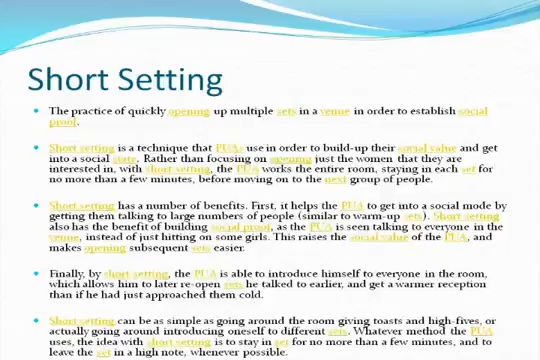 Short Setting
The practice of quickly opening up multiple sets in a venue in order to establish social
proof.
Short setting is a technique that PUAs use in order to build-up their social value and get
into a social state. Rather than focusing on opening just the women that they are
interested in, with short setting, the PUA works the entire room, staying in each set for
no more than a few minutes, before moving on to the next group of people.
Short setting has a number of benefits. First, it helps the PUA to get into a social mode by
getting them talking to large numbers of people (similar to warm-up sets). Short setting
also has the benefit of building social proof, as the PUA is seen talking to everyone in the
venue, instead of just hitting on some girls. This raises the social value of the PUA, and
makes opening subsequent sets easier.
Finally, by short setting, the PUA is able to introduce himself to everyone in the room,
which allows him to later re-open sets he talked to earlier, and get a warmer reception
than if he had just approached them cold.
Short setting can be as simple as going around the room giving toasts and high-fives, or
actually going around introducing oneself to different sets. Whatever method the PUA
uses, the idea with short setting is to stay in set for no more than a few minutes, and to
leave the set in a high note, whenever possible.